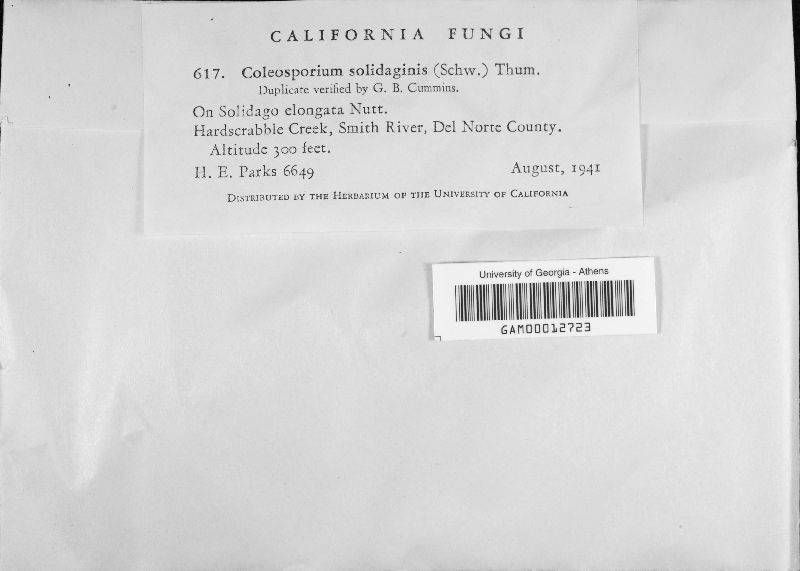 CALIFORNIA FUNGI
617. Coleosporium solidaginis (Schw.) Thum.
Duplicate verified by G. B. Cummins.
On Solidago elongata Nutt.
Hardscrabble Creek, Smith River, Del Norte County.
Altitude 300 feet.
H. E. Parks 6649 August, 1941
Distributed by the Herbarium of the University of California
University of Georgia - Athens
GAM00012723